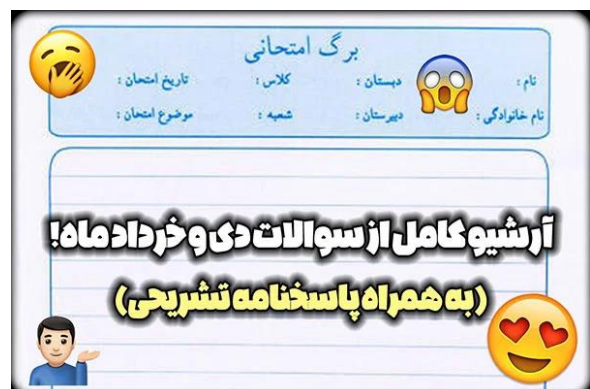 برگ امتحانی
نام : دبستان : کلاس : تاریخ امتحان :
نام خانوادگی : دبیرستان : شعبه : موضوع امتحان :
آرشیو کامل از سوالات دی و خرداد ماه!
(به همراه پاسخنامه تشریحی)